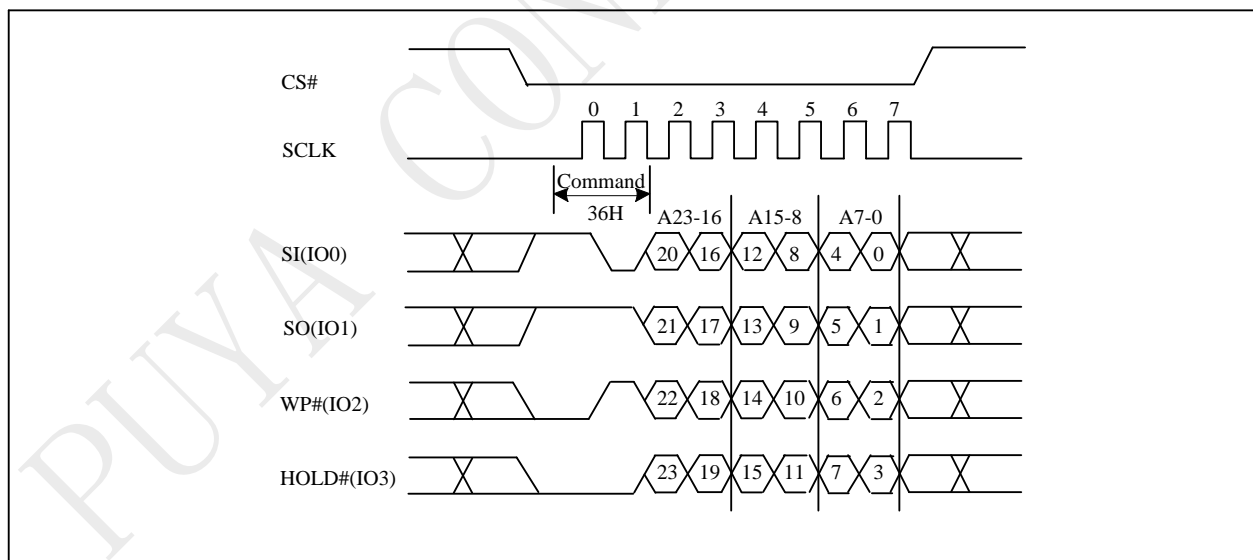 PUYA CONF
CS#
0 1 2 3 4 5 6 7
SCLK
Command
36H
A23-16 A15-8 A7-0
SI(IO0) 20 16 12 8 4 0
SO(IO1) 21 17 13 9 5 1
WP#(IO2) 22 18 14 10 6 2
HOLD#(IO3) 23 19 15 11 7 3